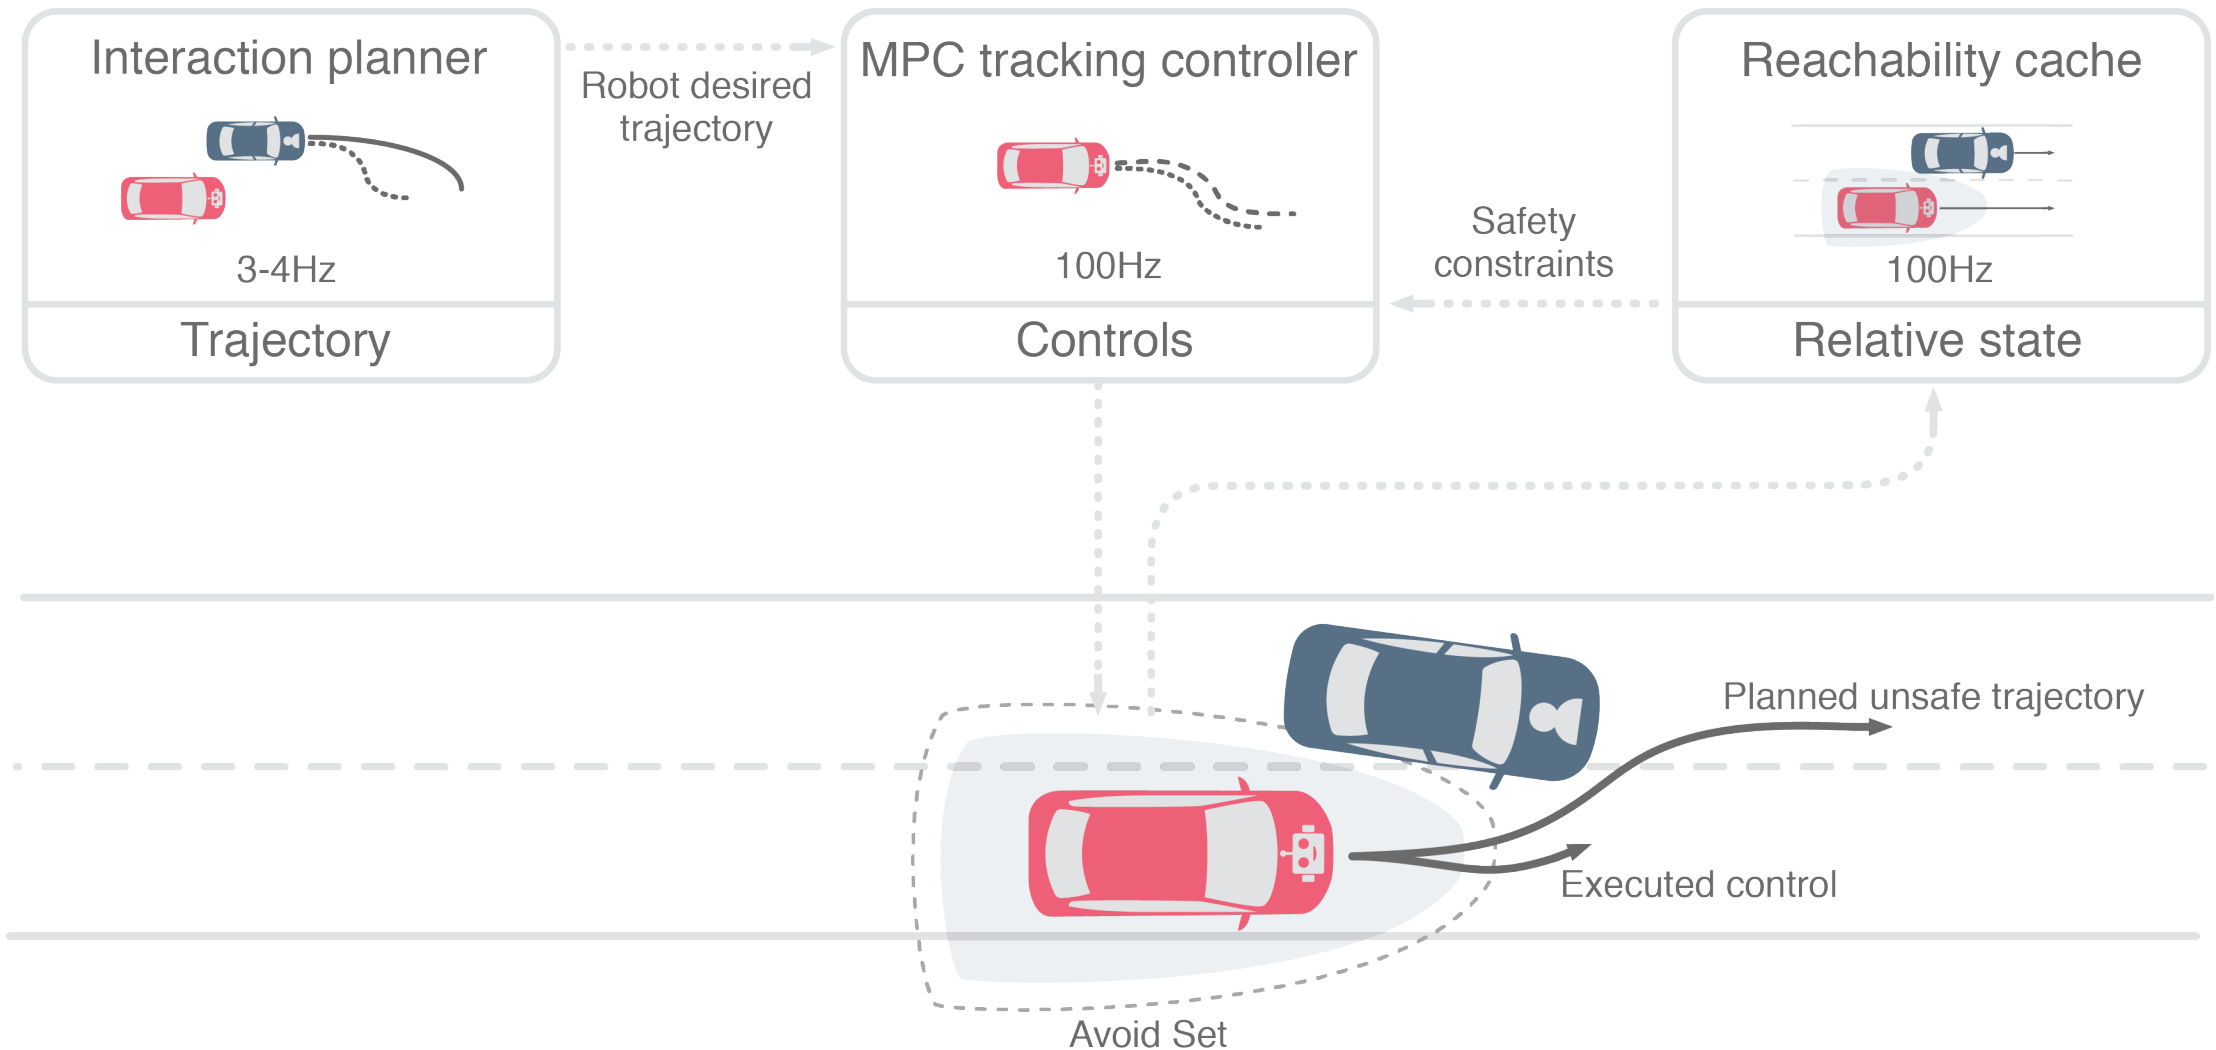 Interaction planner
3-4Hz
Trajectory
Robot desired
trajectory
MPC tracking controller
100Hz
Controls
Safety
constraints
Reachability cache
100Hz
Relative state
Planned unsafe trajectory
Executed control
Avoid Set